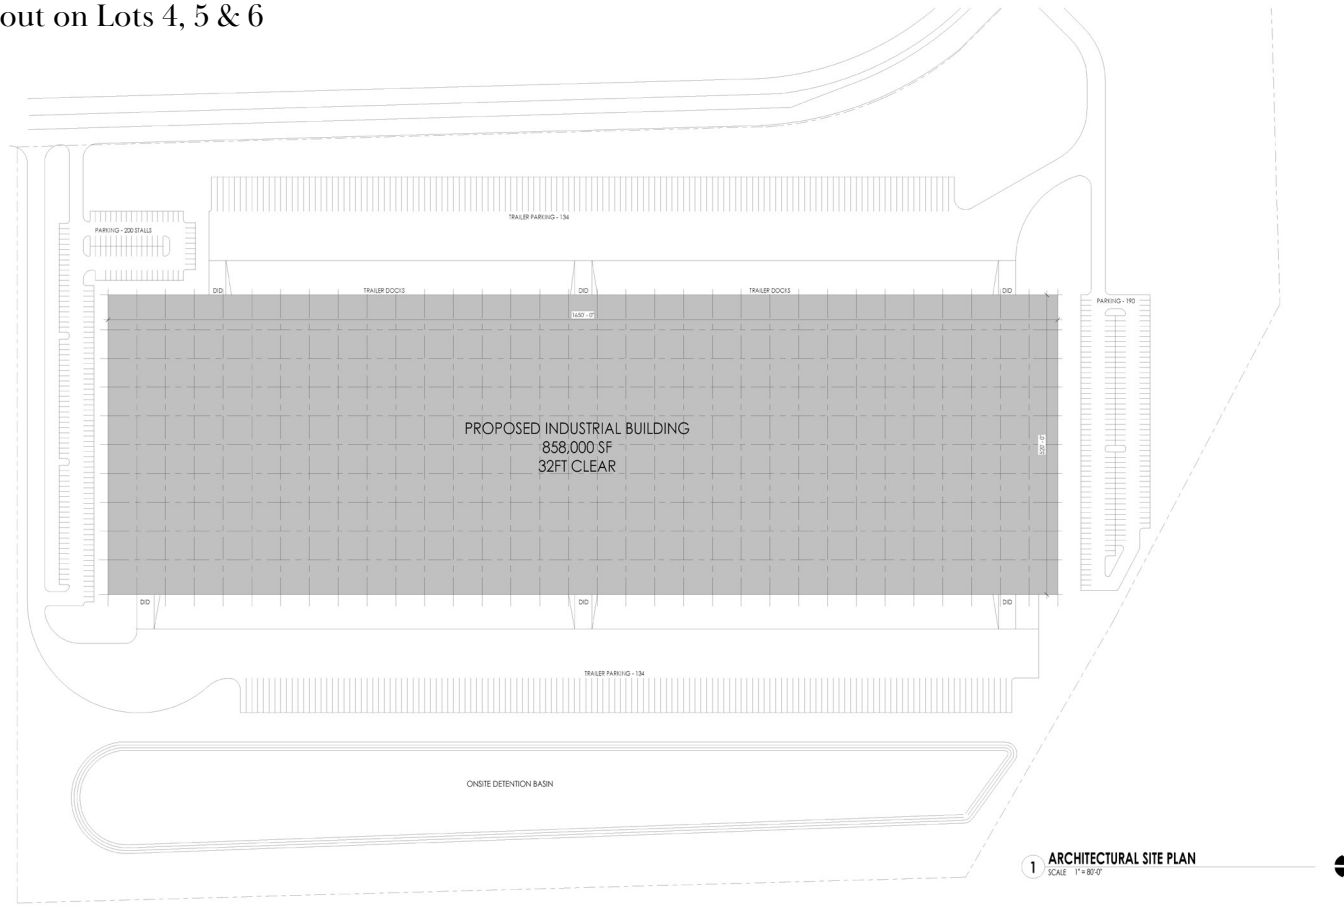 out on Lots 4, 5 & 6
TRAILER PARKING - 134
PARKING - 200 STALLS
DID
TRAILER DOCKS
DID
TRAILER DOCKS
DID
PARKING - 190
1650' - 0"
PROPOSED INDUSTRIAL BUILDING
858,000 SF
32FT CLEAR
520' - 0"
DID
DID
DID
TRAILER PARKING - 134
ONSITE DETENTION BASIN
1
ARCHITECTURAL SITE PLAN
SCALE 1" = 80'-0"